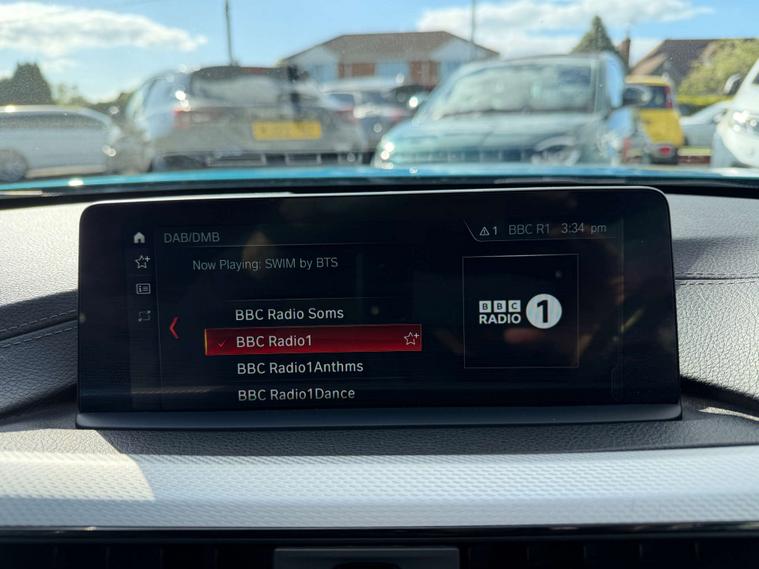 DAB/DMB
1 BBC R1 3:34 pm
Now Playing: SWIM by BTS
BBC Radio Soms
BBC Radio1
BBC Radio1Anthms
BBC Radio1Dance
BBC
RADIO 1